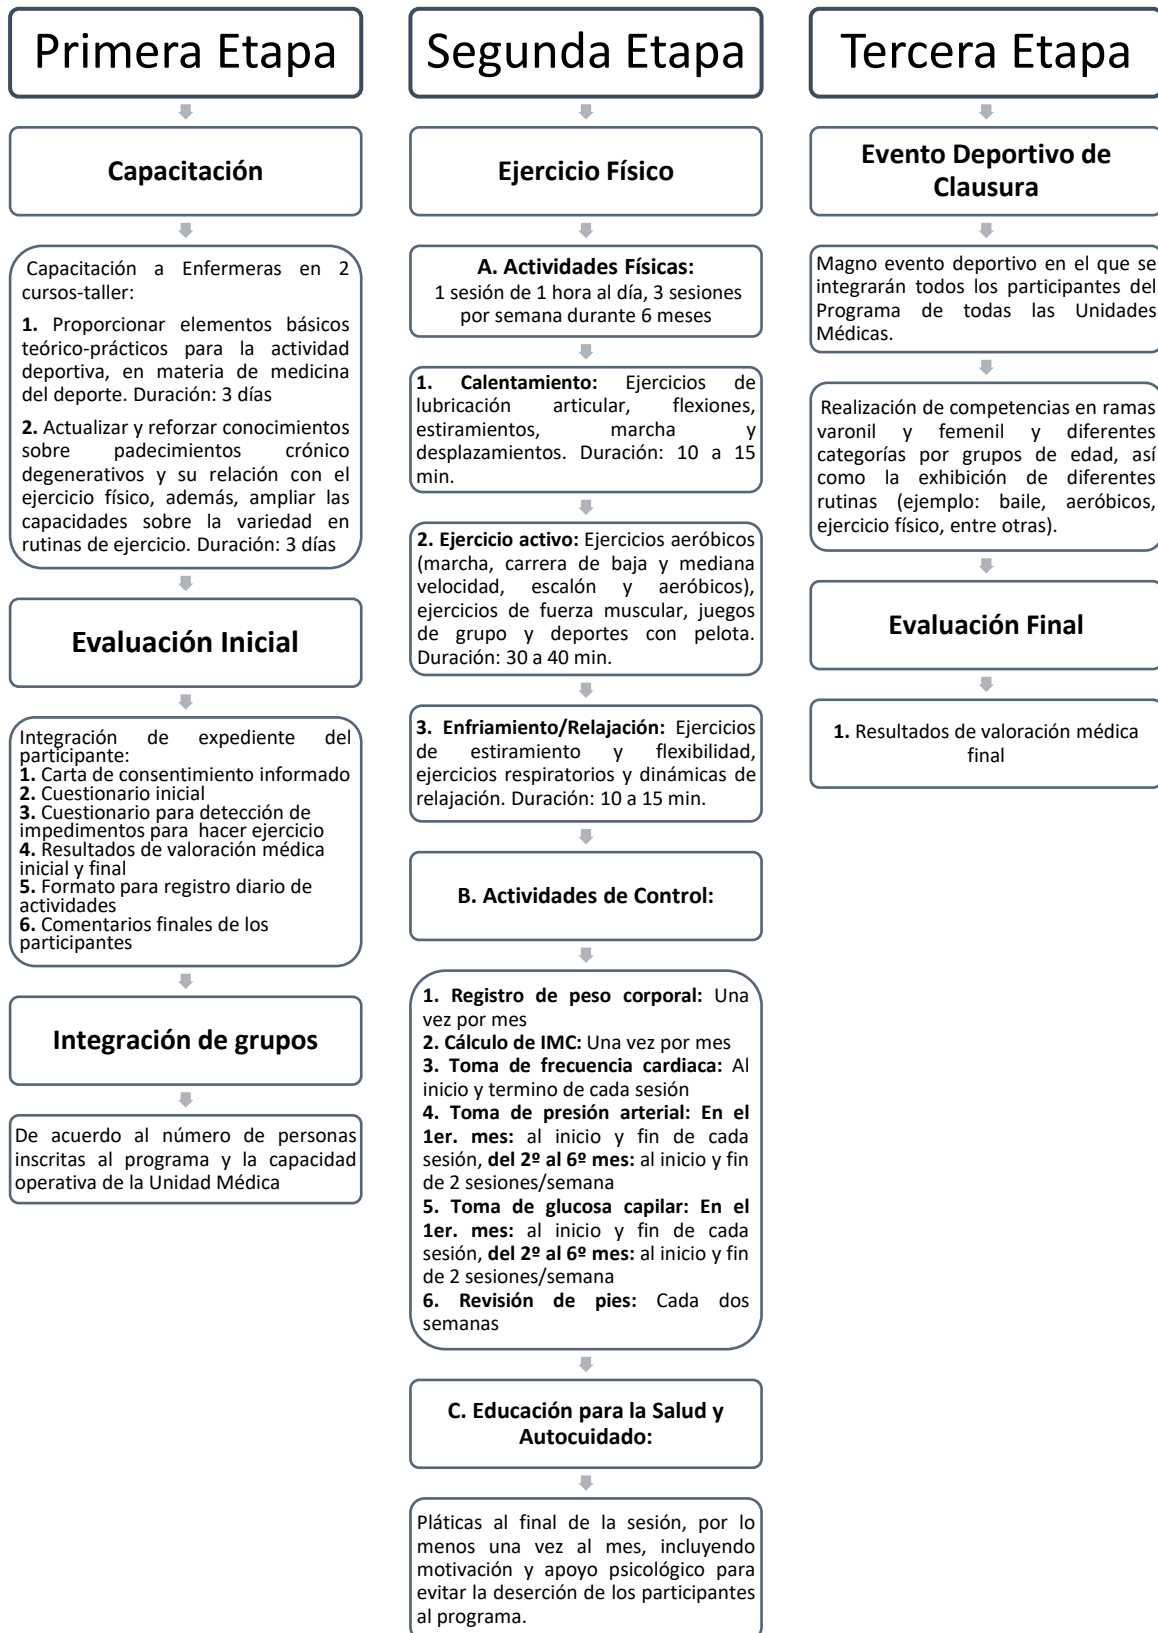 Primera Etapa
Capacitación
Capacitación a Enfermeras en 2
cursos-taller:
1. Proporcionar elementos básicos
teórico-prácticos para la actividad
deportiva, en materia de medicina
del deporte. Duración: 3 días
2. Actualizar y reforzar conocimientos
sobre padecimientos crónico
degenerativos y su relación con el
ejercicio físico, además, ampliar las
capacidades sobre la variedad en
rutinas de ejercicio. Duración: 3 días
Evaluación Inicial
Integración de expediente del
participante:
1. Carta de consentimiento informado
2. Cuestionario inicial
3. Cuestionario para detección de
impedimentos para hacer ejercicio
4. Resultados de valoración médica
inicial y final
5. Formato para registro diario de
actividades
6. Comentarios finales de los
participantes
Integración de grupos
De acuerdo al número de personas
inscritas al programa y la capacidad
operativa de la Unidad Médica
Segunda Etapa
Ejercicio Físico
A. Actividades Físicas:
1 sesión de 1 hora al día, 3 sesiones
por semana durante 6 meses
1. Calentamiento: Ejercicios de
lubricación articular, flexiones,
estiramientos, marcha y
desplazamientos. Duración: 10 a 15
min.
2. Ejercicio activo: Ejercicios aeróbicos
(marcha, carrera de baja y mediana
velocidad, escalón y aeróbicos),
ejercicios de fuerza muscular, juegos
de grupo y deportes con pelota.
Duración: 30 a 40 min.
3. Enfriamiento/Relajación: Ejercicios
de estiramiento y flexibilidad,
ejercicios respiratorios y dinámicas de
relajación. Duración: 10 a 15 min.
B. Actividades de Control:
1. Registro de peso corporal: Una
vez por mes
2. Cálculo de IMC: Una vez por mes
3. Toma de frecuencia cardiaca: Al
inicio y termino de cada sesión
4. Toma de presión arterial: En el
1er. mes: al inicio y fin de cada
sesión, del 2º al 6º mes: al inicio y fin
de 2 sesiones/semana
5. Toma de glucosa capilar: En el
1er. mes: al inicio y fin de cada
sesión, del 2º al 6º mes: al inicio y fin
de 2 sesiones/semana
6. Revisión de pies: Cada dos
semanas
C. Educación para la Salud y
Autocuidado:
Pláticas al final de la sesión, por lo
menos una vez al mes, incluyendo
motivación y apoyo psicológico para
evitar la deserción de los participantes
al programa.
Tercera Etapa
Evento Deportivo de
Clausura
Magno evento deportivo en el que se
integrarán todos los participantes del
Programa de todas las Unidades
Médicas.
Realización de competencias en ramas
varonil y femenil y diferentes
categorías por grupos de edad, así
como la exhibición de diferentes
rutinas (ejemplo: baile, aeróbicos,
ejercicio físico, entre otras).
Evaluación Final
1. Resultados de valoración médica
final